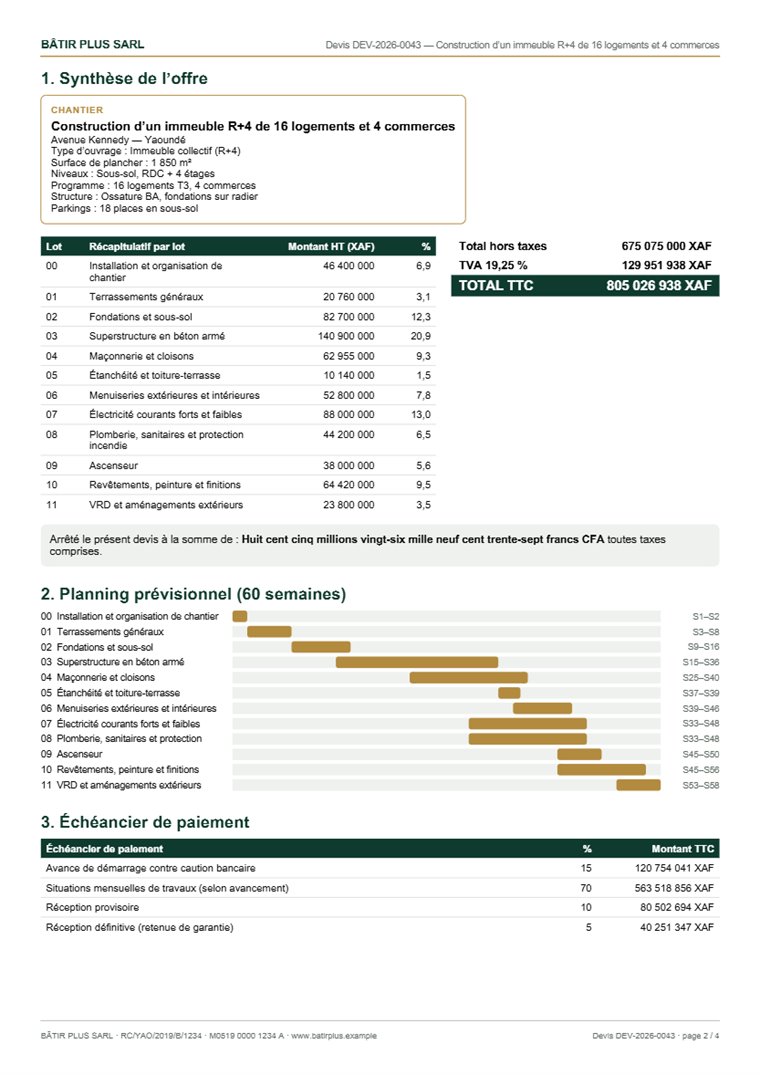 BÂTIR PLUS SARL
Devis DEV-2026-0043 — Construction d’un immeuble R+4 de 16 logements et 4 commerces
1. Synthèse de l’offre
CHANTIER
Construction d’un immeuble R+4 de 16 logements et 4 commerces
Avenue Kennedy — Yaoundé
Type d’ouvrage : Immeuble collectif (R+4)
Surface de plancher : 1 850 m²
Niveaux : Sous-sol, RDC + 4 étages
Programme : 16 logements T3, 4 commerces
Structure : Ossature BA, fondations sur radier
Parkings : 18 places en sous-sol
Lot Récapitulatif par lot Montant HT (XAF) %
00 Installation et organisation de chantier 46 400 000 6,9
01 Terrassements généraux 20 760 000 3,1
02 Fondations et sous-sol 82 700 000 12,3
03 Superstructure en béton armé 140 900 000 20,9
04 Maçonnerie et cloisons 62 955 000 9,3
05 Étanchéité et toiture-terrasse 10 140 000 1,5
06 Menuiseries extérieures et intérieures 52 800 000 7,8
07 Électricité courants forts et faibles 88 000 000 13,0
08 Plomberie, sanitaires et protection incendie 44 200 000 6,5
09 Ascenseur 38 000 000 5,6
10 Revêtements, peinture et finitions 64 420 000 9,5
11 VRD et aménagements extérieurs 23 800 000 3,5
Total hors taxes 675 075 000 XAF
TVA 19,25 % 129 951 938 XAF
TOTAL TTC 805 026 938 XAF
Arrêté le présent devis à la somme de : Huit cent cinq millions vingt-six mille neuf cent trente-sept francs CFA toutes taxes
comprises.
2. Planning prévisionnel (60 semaines)
00 Installation et organisation de chantier S1–S2
01 Terrassements généraux S3–S8
02 Fondations et sous-sol S9–S16
03 Superstructure en béton armé S15–S36
04 Maçonnerie et cloisons S25–S40
05 Étanchéité et toiture-terrasse S37–S39
06 Menuiseries extérieures et intérieures S39–S46
07 Électricité courants forts et faibles S33–S48
08 Plomberie, sanitaires et protection S33–S48
09 Ascenseur S45–S50
10 Revêtements, peinture et finitions S45–S56
11 VRD et aménagements extérieurs S53–S58
3. Échéancier de paiement
Échéancier de paiement % Montant TTC
Avance de démarrage contre caution bancaire 15 120 754 041 XAF
Situations mensuelles de travaux (selon avancement) 70 563 518 856 XAF
Réception provisoire 10 80 502 694 XAF
Réception définitive (retenue de garantie) 5 40 251 347 XAF
BÂTIR PLUS SARL · RC/YAO/2019/B/1234 · M0519 0000 1234 A · www.batirplus.example
Devis DEV-2026-0043 · page 2 / 4